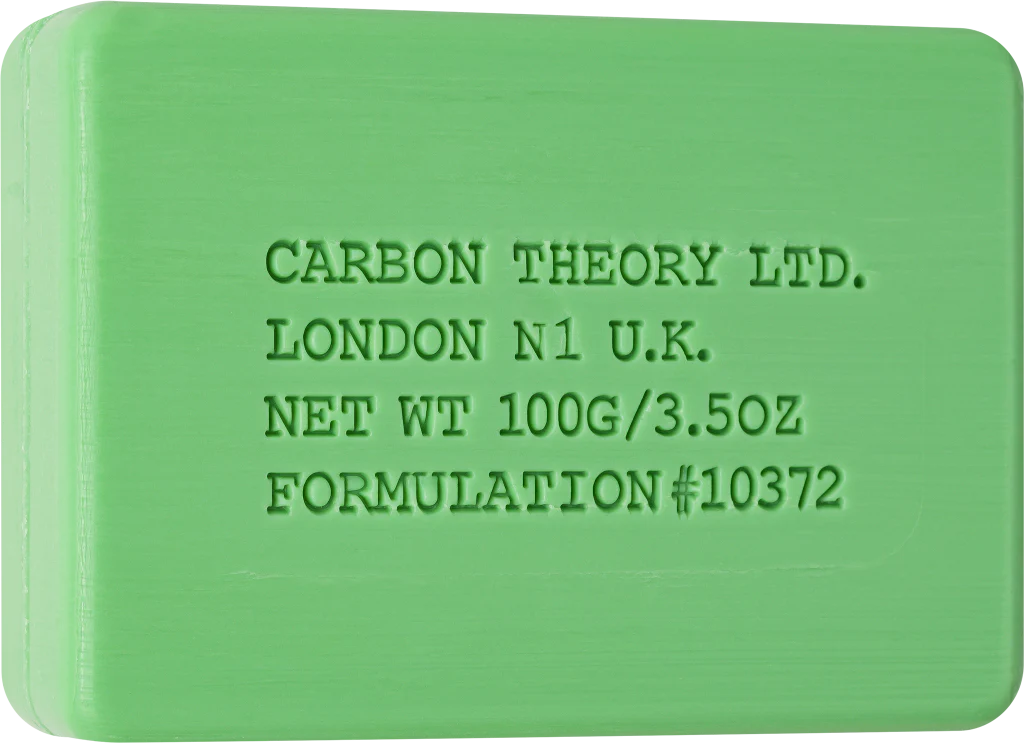 CARBON THEORY LTD.
LONDON N1 U.K.
NET WT 100G/3.5OZ
FORMULATION#10372